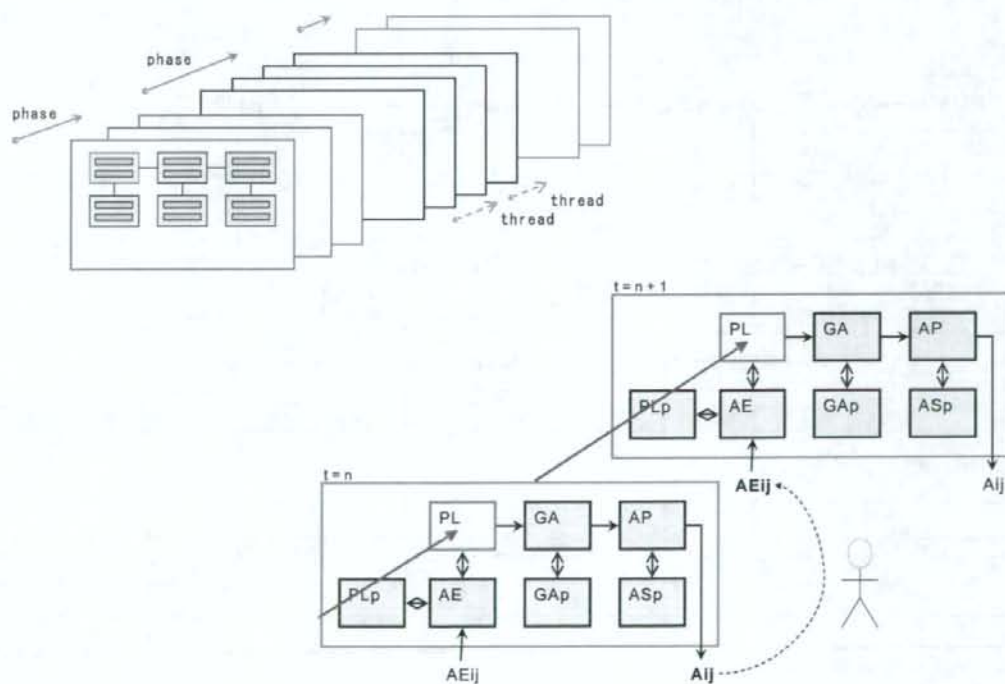 phase
phase
thread
thread
t = n + 1
PL GA AP
PLp AE GAp ASp
AEij Aij
t = n
PL GA AP
PLp AE GAp ASp
AEij Aij